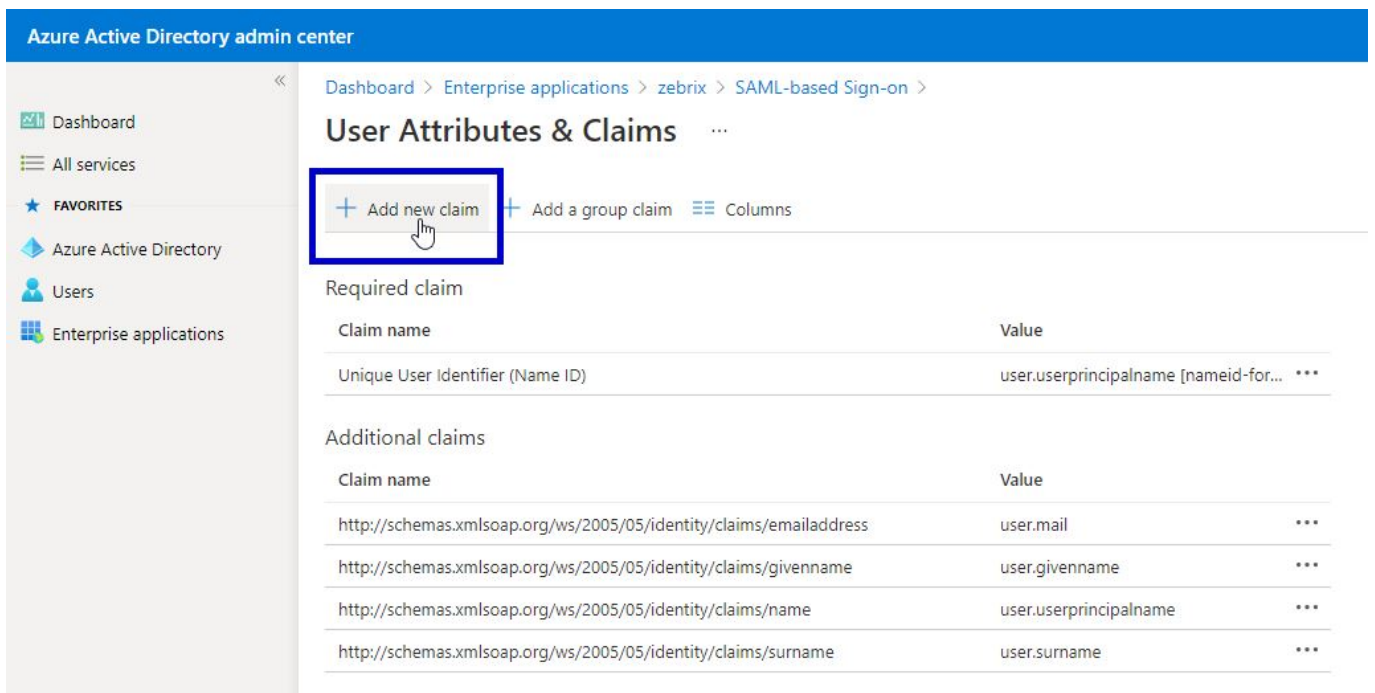 Azure Active Directory admin center
«
Dashboard > Enterprise applications > zebrix > SAML-based Sign-on >
Dashboard
User Attributes & Claims ...
All services
FAVORITES
+ Add new claim + Add a group claim Columns
Azure Active Directory
Users
Required claim
Enterprise applications
Claim name Value
Unique User Identifier (Name ID) user.userprincipalname [nameid-for... •••
Additional claims
Claim name Value
http://schemas.xmlsoap.org/ws/2005/05/identity/claims/emailaddress user.mail •••
http://schemas.xmlsoap.org/ws/2005/05/identity/claims/givenname user.givenname •••
http://schemas.xmlsoap.org/ws/2005/05/identity/claims/name user.userprincipalname •••
http://schemas.xmlsoap.org/ws/2005/05/identity/claims/surname user.surname •••